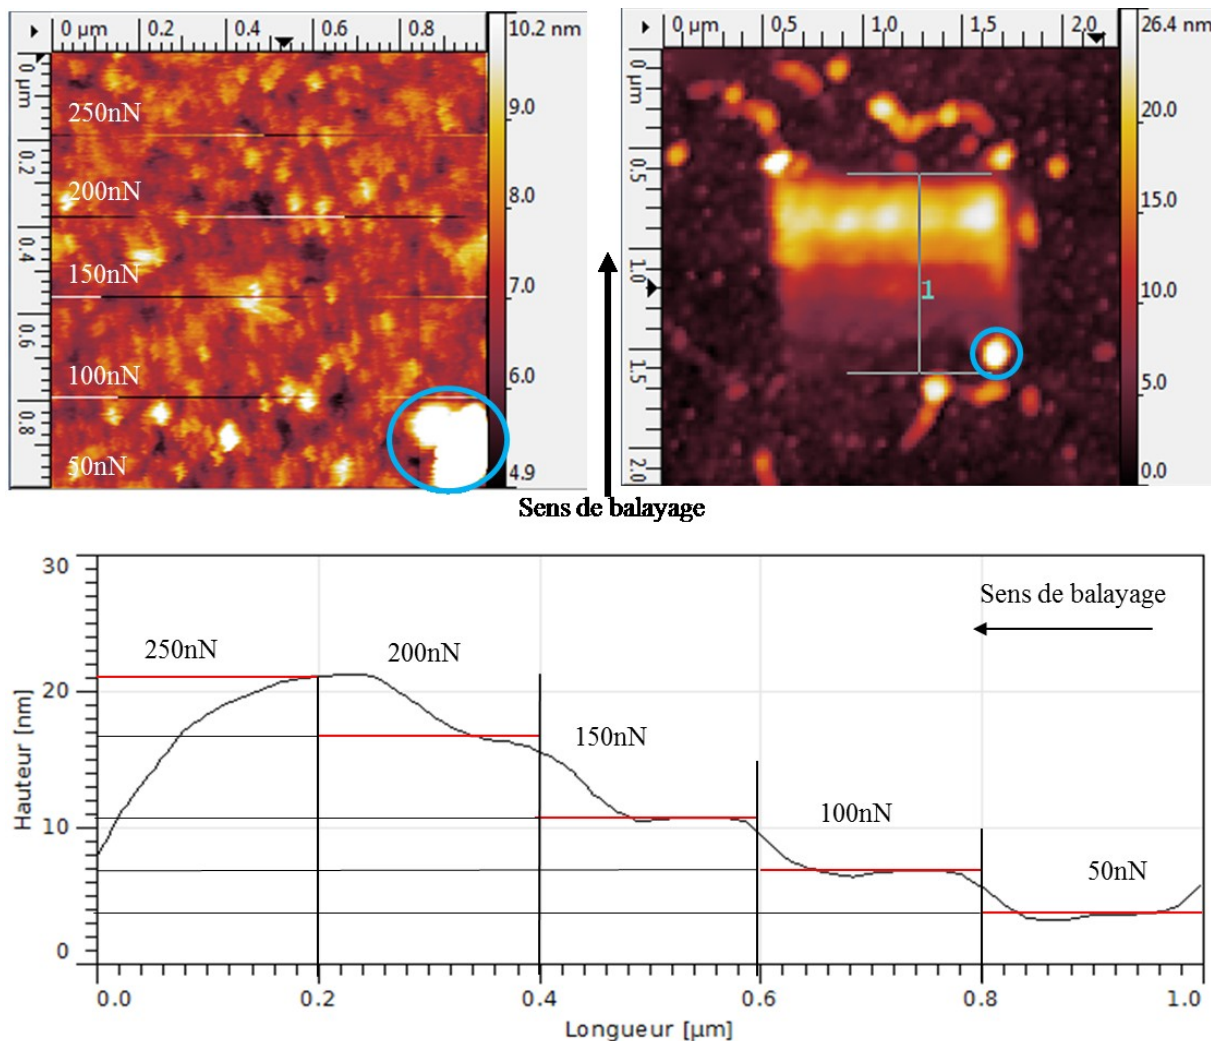 0 µm 0.2 0.4 0.6 0.8
10.2 nm
9.0
8.0
7.0
6.0
4.9
0 µm
0.2
0.4
0.6
0.8
250nN
200nN
150nN
100nN
50nN
0 µm 0.5 1.0 1.5 2.0
26.4 nm
20.0
15.0
10.0
5.0
0.0
0 µm
0.5
1.0
1.5
2.0
1
Sens de balayage
30
20
10
0
Hauteur [nm]
250nN
200nN
150nN
100nN
50nN
Sens de balayage
0.0 0.2 0.4 0.6 0.8 1.0
Longueur [µm]